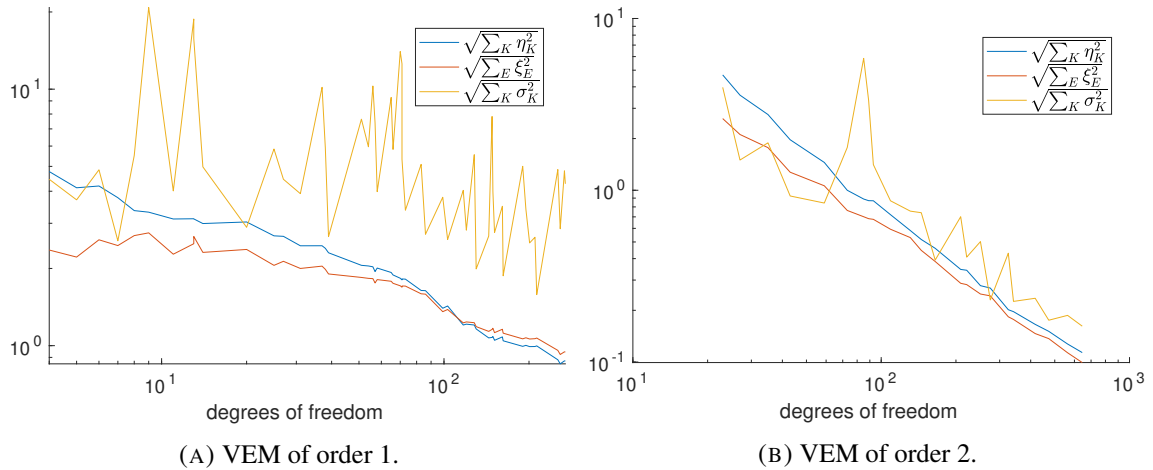 10^1
10^0
10^1
10^2
degrees of freedom
√∑_K η_K^2
√∑_E ξ_E^2
√∑_K σ_K^2
(A) VEM of order 1.
10^1
10^0
10^-1
10^1
10^2
10^3
degrees of freedom
√∑_K η_K^2
√∑_E ξ_E^2
√∑_K σ_K^2
(B) VEM of order 2.